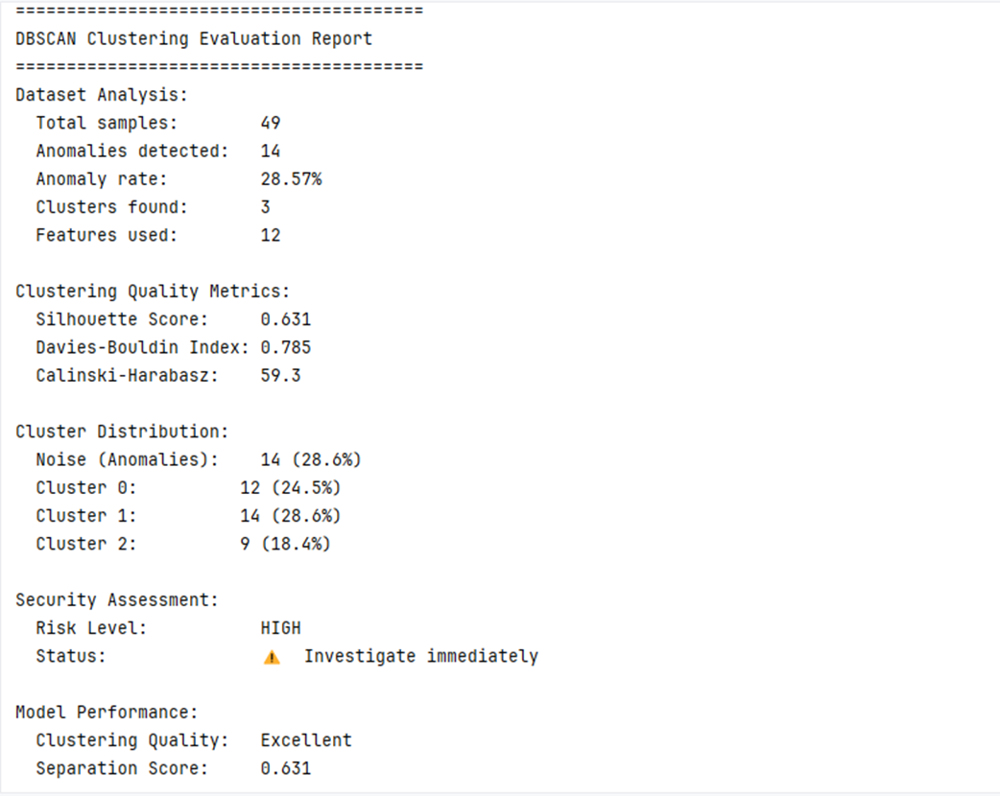 ========================================
DBSCAN Clustering Evaluation Report
========================================
Dataset Analysis:
  Total samples:        49
  Anomalies detected:   14
  Anomaly rate:         28.57%
  Clusters found:       3
  Features used:        12

Clustering Quality Metrics:
  Silhouette Score:     0.631
  Davies-Bouldin Index: 0.785
  Calinski-Harabasz:    59.3

Cluster Distribution:
  Noise (Anomalies):    14 (28.6%)
  Cluster 0:          12 (24.5%)
  Cluster 1:          14 (28.6%)
  Cluster 2:          9 (18.4%)

Security Assessment:
  Risk Level:           HIGH
  Status:               ⚠️  Investigate immediately

Model Performance:
  Clustering Quality:   Excellent
  Separation Score:     0.631